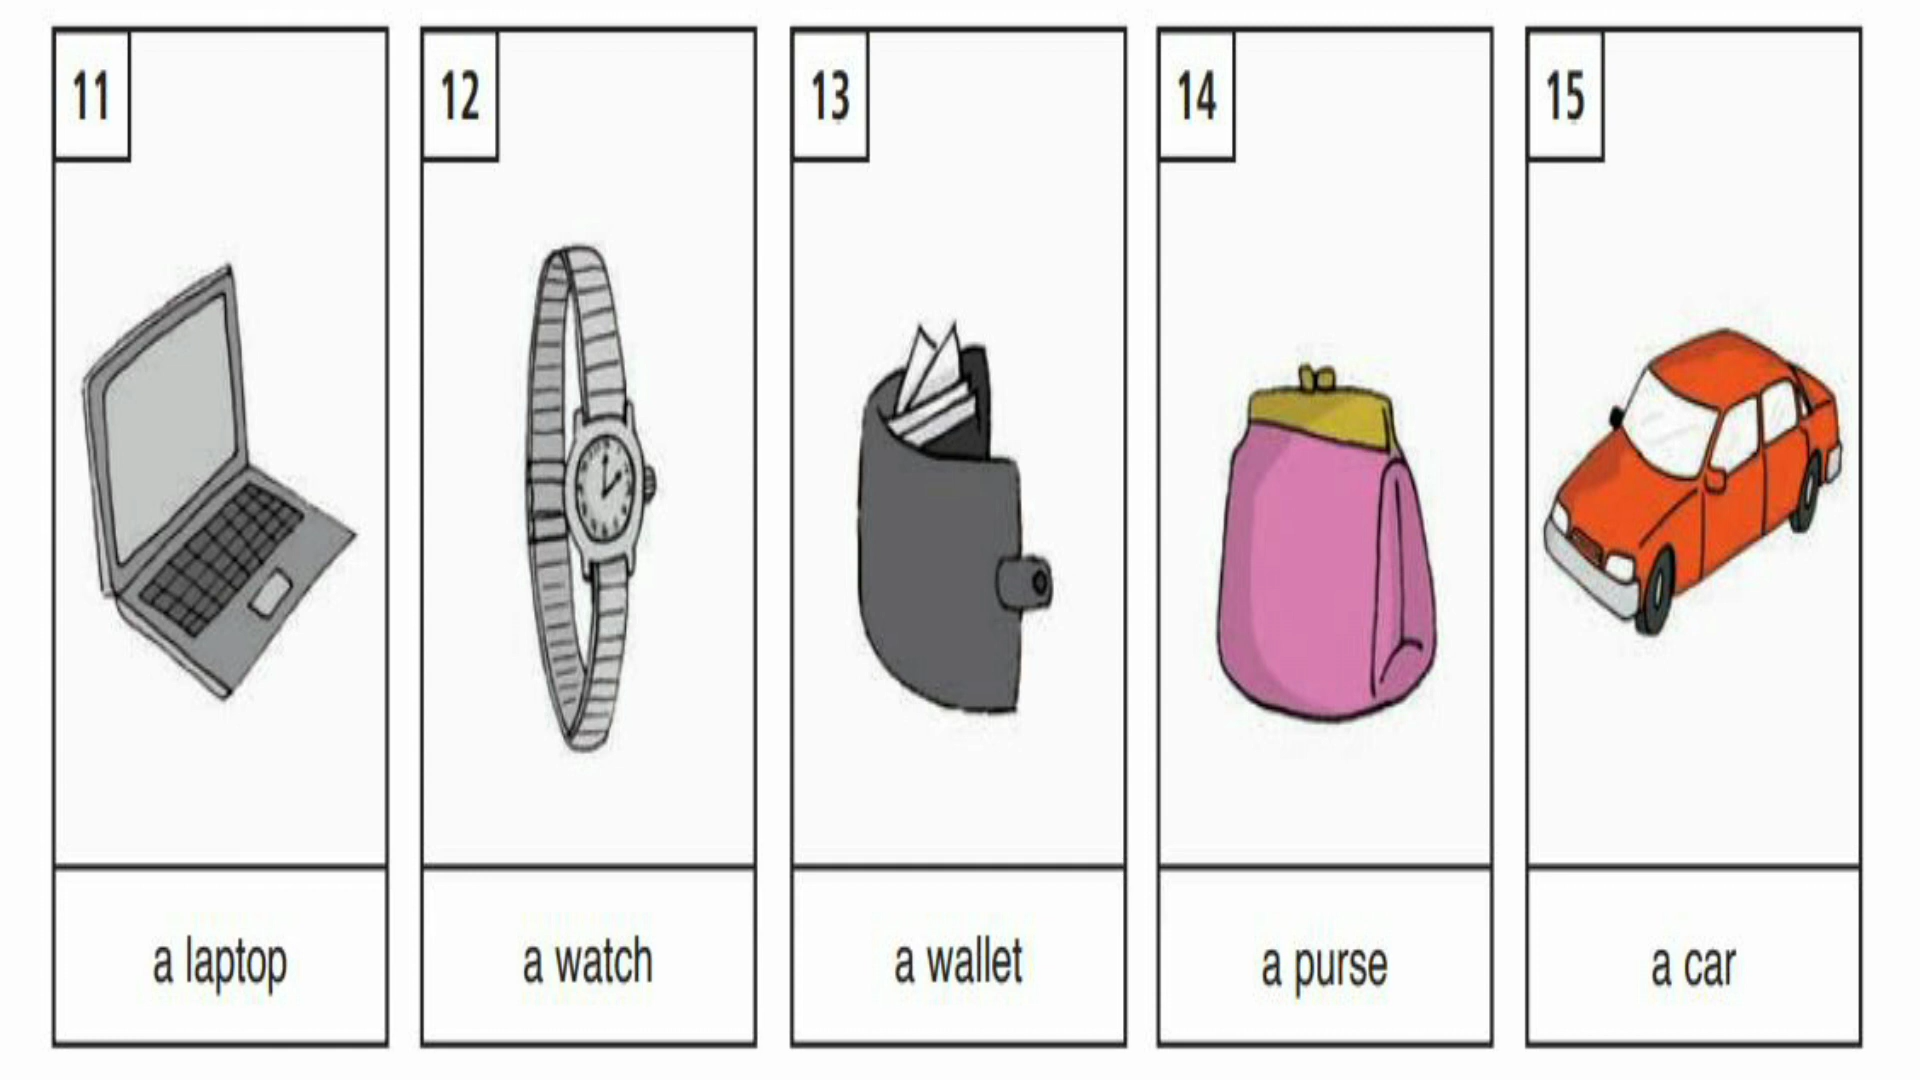 11
12
13
14
15
a laptop
a watch
a wallet
a purse
a car